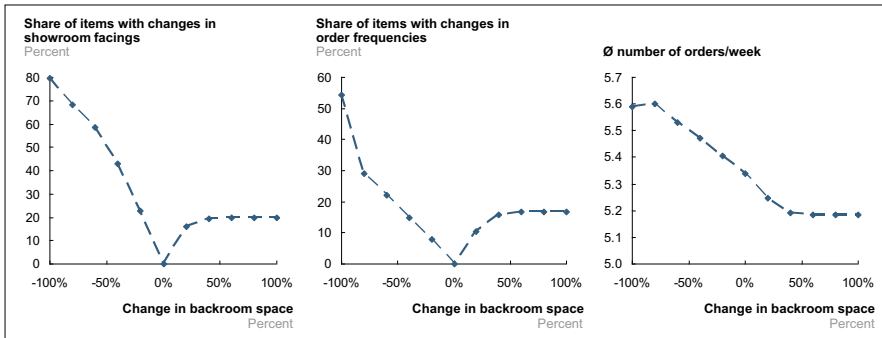 Share of items with changes in
showroom facings
Percent
80
70
60
50
40
30
20
10
0
-100% -50% 0% 50% 100%
Change in backroom space
Percent
Share of items with changes in
order frequencies
Percent
60
50
40
30
20
10
0
-100% -50% 0% 50% 100%
Change in backroom space
Percent
Ø number of orders/week
5.7
5.6
5.5
5.4
5.3
5.2
5.1
5.0
-100% -50% 0% 50% 100%
Change in backroom space
Percent